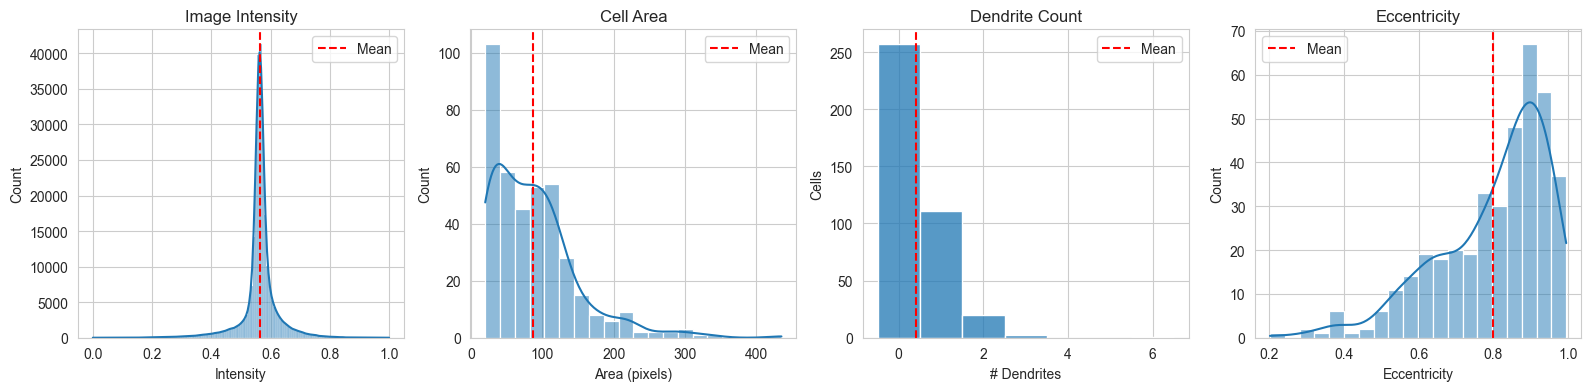 Image Intensity
Mean
40000
35000
30000
25000
20000
15000
10000
5000
0
Count
0.0 0.2 0.4 0.6 0.8 1.0
Intensity
Cell Area
Mean
100
80
60
40
20
0
Count
0 100 200 300 400
Area (pixels)
Dendrite Count
Mean
250
200
150
100
50
0
Cells
0 2 4 6
# Dendrites
Eccentricity
Mean
70
60
50
40
30
20
10
0
Count
0.2 0.4 0.6 0.8 1.0
Eccentricity